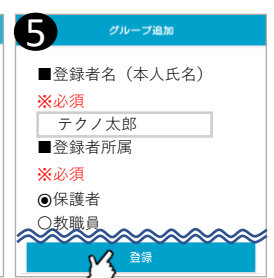 ❺
グループ追加
■登録者名（本人氏名）
※必須
テクノ太郎
■登録者所属
※必須
◉保護者
○教職員
登録